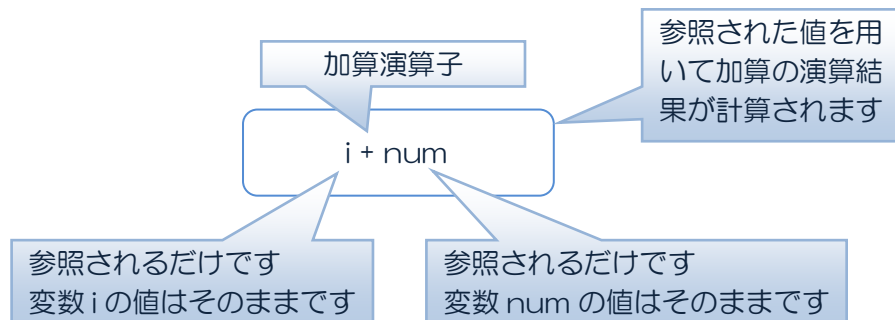 参照された値を用
いて加算の演算結
果が計算されます
加算演算子
i + num
参照されるだけです
変数 i の値はそのままです
参照されるだけです
変数 num の値はそのままです